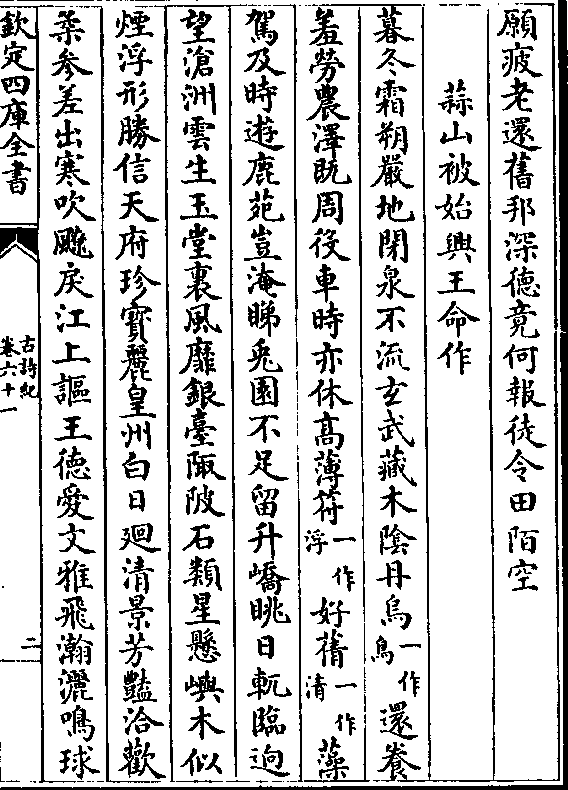 願疲老還舊邦深德竟何報徒令田陌空
蒜山被始興王命作
暮冬霜朔嚴地閉泉不流玄武藏木陰丹烏一作鳥還養
羞勞農澤既周役車時亦休高薄符一作浮好蒨一作清藻
駕及時遊鹿苑豈淹睇兎園不足留升嶠眺日軏臨迥
望滄洲雲生玉堂裏風靡銀臺陬陂石類星懸嶼木似
煙浮形勝信天府珍寳麗皇州白日廻清景芳豔洽歡
柔參差出寒吹飉戾江上謳王德愛文雅飛瀚灑鳴球
欽定四庫全書
古詩紀
卷六十一
二